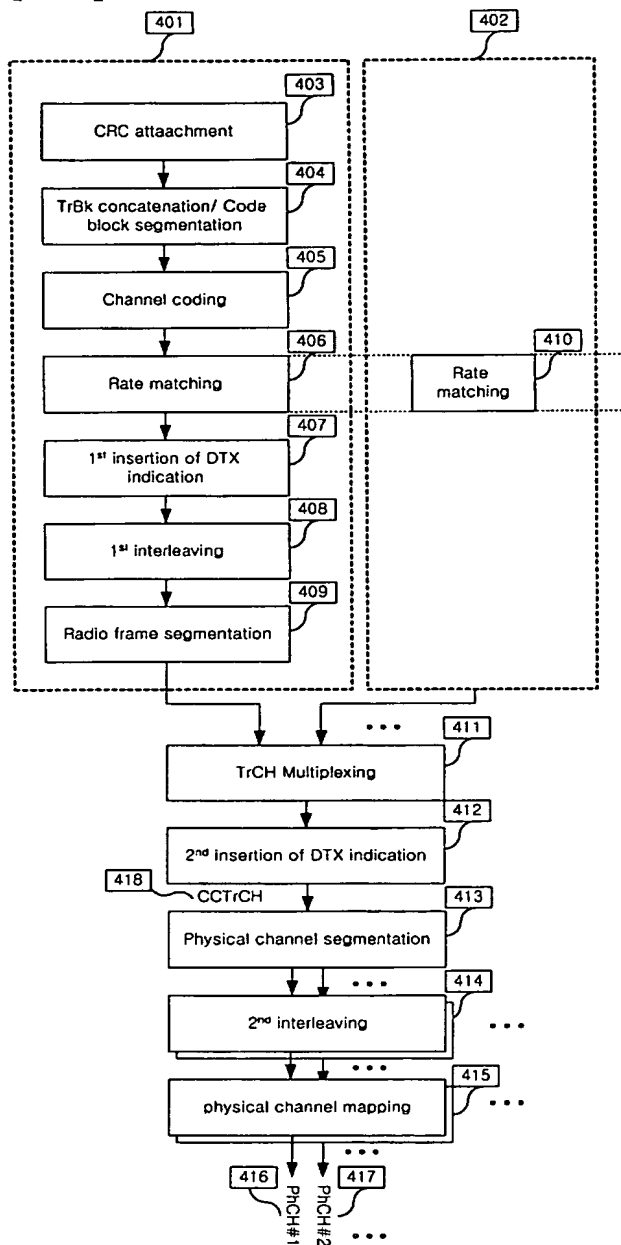 401
402
403
CRC attaachment
404
TrBk concatenation/ Code
block segmentation
405
Channel coding
406
Rate matching
410
Rate
matching
407
1st insertion of DTX
indication
408
1st interleaving
409
Radio frame segmentation
411
TrCH Multiplexing
412
2nd insertion of DTX indication
418
CCTrCH
413
Physical channel segmentation
414
2nd interleaving
415
physical channel mapping
416
PhCH#1
PhCH#2
417